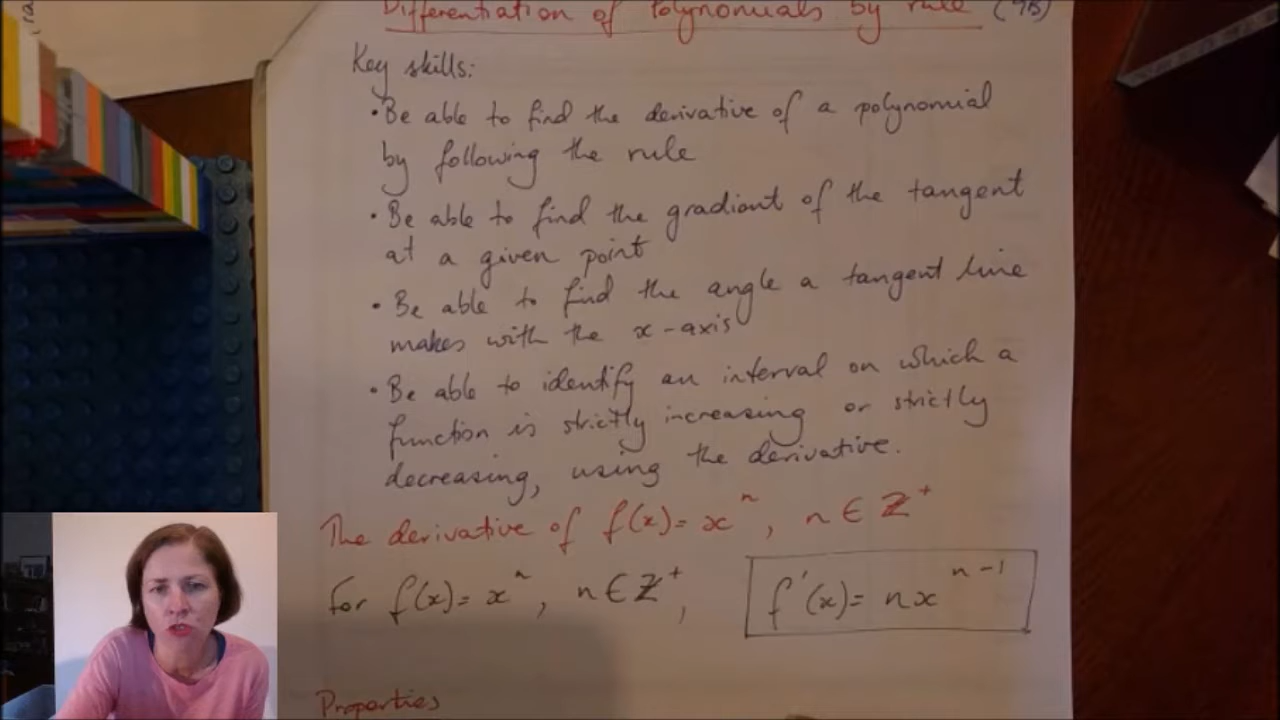 Differentiation of Polynomials by rule (9B)
Key skills:
• Be able to find the derivative of a polynomial
by following the rule
• Be able to find the gradient of the tangent
at a given point
• Be able to find the angle a tangent line
makes with the x-axis
• Be able to identify an interval on which a
function is strictly increasing or strictly
decreasing, using the derivative.
The derivative of f(x) = xⁿ, n ∈ ℤ⁺
For f(x) = xⁿ, n ∈ ℤ⁺, f'(x) = nxⁿ⁻¹
Properties